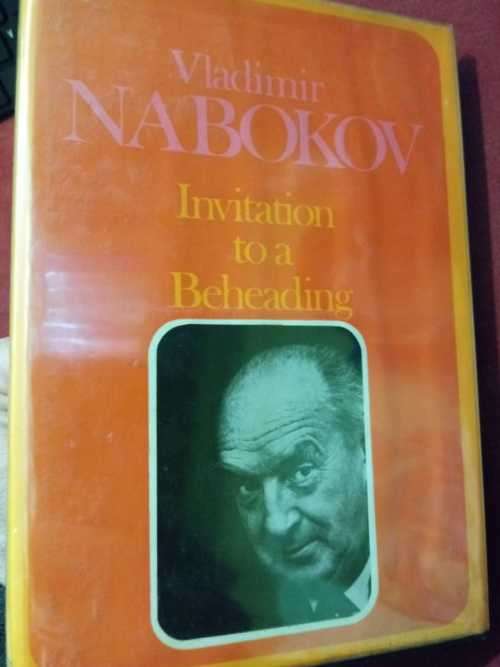 Vladimir
NABOKOV
Invitation
to a
Beheading